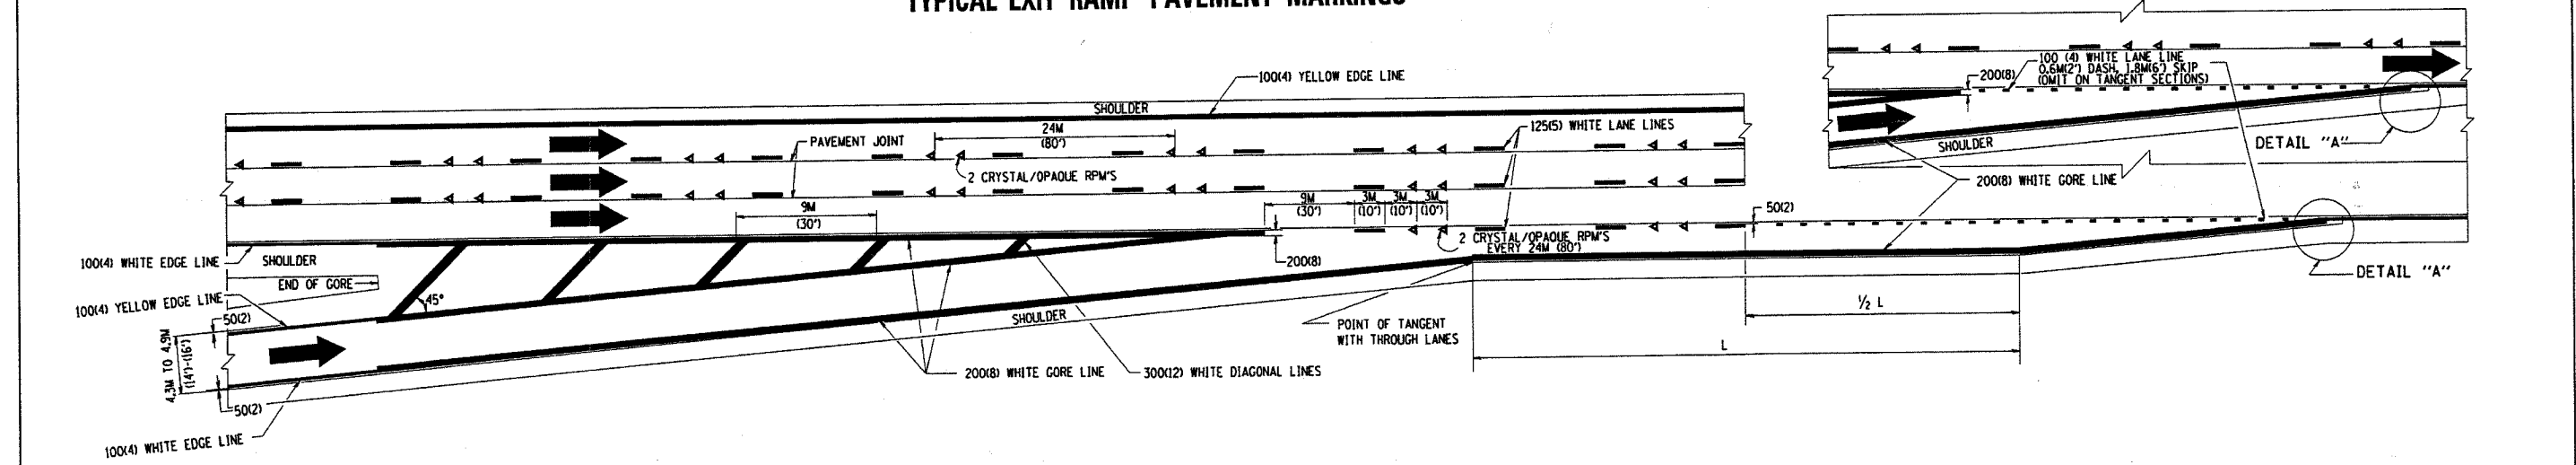 TYPICAL EXIT RAMP PAVEMENT MARKINGS
100(4) YELLOW EDGE LINE
SHOULDER
24M
(80')
PAVEMENT JOINT
125(5) WHITE LANE LINES
2 CRYSTAL/OPAQUE RPM'S
9M
(30')
9M
(30')
3M
(10')
3M
(10')
3M
(10')
2 CRYSTAL/OPAQUE RPM'S
EVERY 24M (80')
50(2)
200(8)
100(4) WHITE EDGE LINE
SHOULDER
END OF GORE
100(4) YELLOW EDGE LINE
50(2)
45°
4.3M TO 4.9M
(14')-(16')
50(2)
100(4) WHITE EDGE LINE
SHOULDER
200(8) WHITE GORE LINE
300(12) WHITE DIAGONAL LINES
POINT OF TANGENT
WITH THROUGH LANES
½ L
L
200(8)
100 (4) WHITE LANE LINE
0.6M(2') DASH, 1.8M(6') SKIP
(OMIT ON TANGENT SECTIONS)
SHOULDER
DETAIL "A"
200(8) WHITE GORE LINE
DETAIL "A"